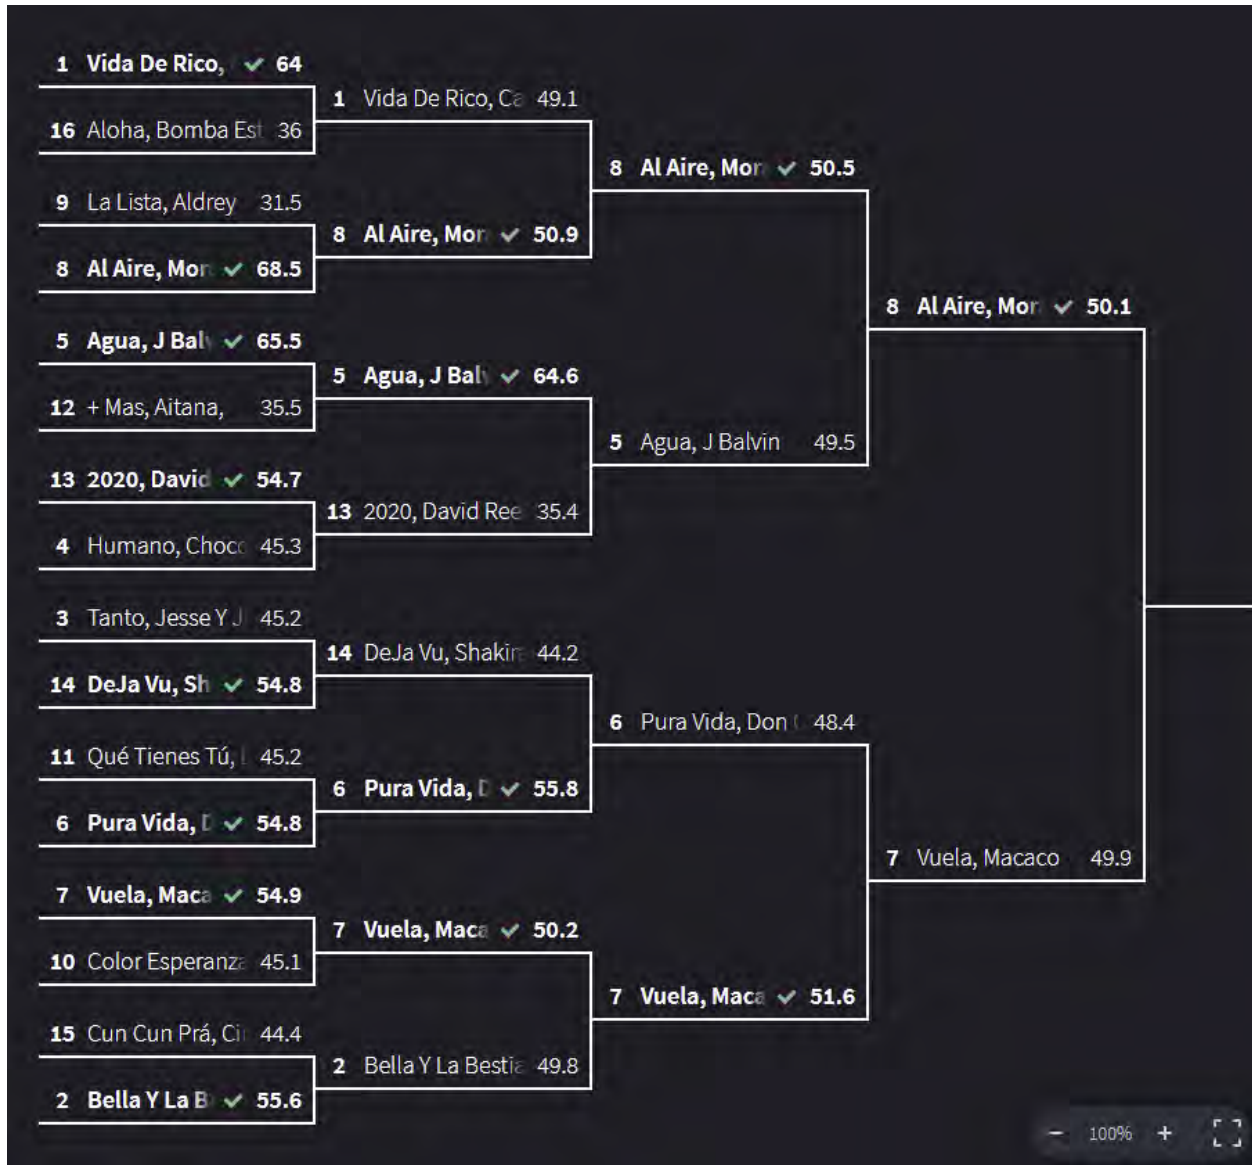 1 Vida De Rico, 64
16 Aloha, Bomba Est 36
9 La Lista, Aldrey 31.5
8 Al Aire, Mor 68.5
5 Agua, J Bal 65.5
12 + Mas, Aitana, 35.5
13 2020, David 54.7
4 Humano, Choco 45.3
3 Tanto, Jesse Y J 45.2
14 DeJa Vu, Sh 54.8
11 Qué Tienes Tú, 45.2
6 Pura Vida, D 54.8
7 Vuela, Maca 54.9
10 Color Esperanza 45.1
15 Cun Cun Prá, Ci 44.4
2 Bella Y La B 55.6
1 Vida De Rico, Ca 49.1
8 Al Aire, Mor 50.9
5 Agua, J Bal 64.6
13 2020, David Ree 35.4
14 DeJa Vu, Shakir 44.2
6 Pura Vida, D 55.8
7 Vuela, Maca 50.2
2 Bella Y La Bestia 49.8
8 Al Aire, Mor 50.5
5 Agua, J Balvin 49.5
6 Pura Vida, Don 48.4
7 Vuela, Maca 51.6
8 Al Aire, Mor 50.1
7 Vuela, Macaco 49.9
− 100% +